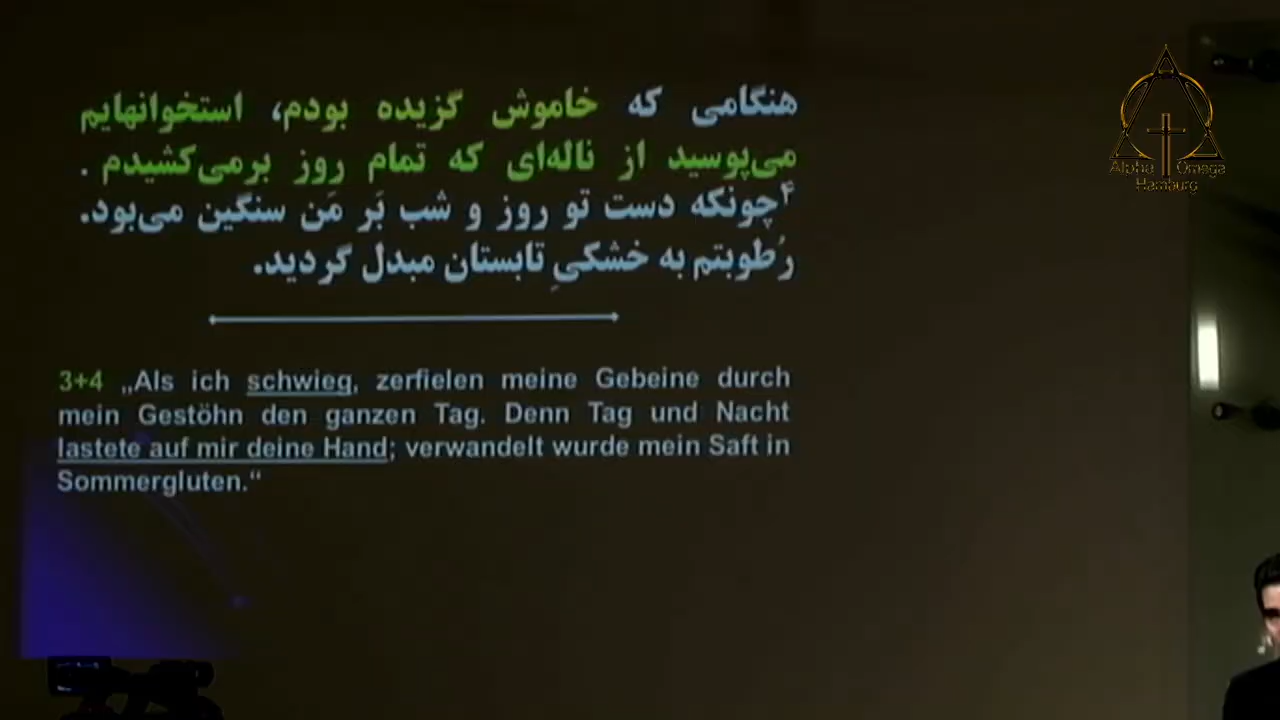 هنگامی که خاموش گزیده بودم، استخوانهایم
می‌پوسید از ناله‌ای که تمام روز برمی‌کشیدم .
۴چونکه دست تو روز و شب بَر مَن سنگین می‌بود.
رُطوبتم به خشکیِ تابستان مبدل گردید.
3+4 „Als ich schwieg, zerfielen meine Gebeine durch
mein Gestöhn den ganzen Tag. Denn Tag und Nacht
lastete auf mir deine Hand; verwandelt wurde mein Saft in
Sommergluten.“
Alpha Omega
Hamburg